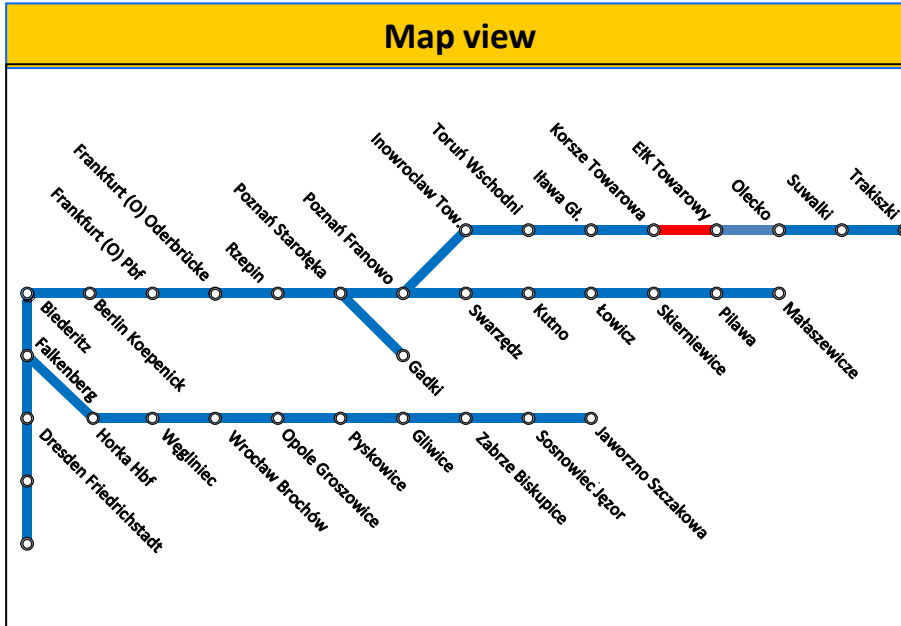 Map view
Frankfurt (O) Pbf
Frankfurt (O) Oderbrücke
Rzepin
Poznań Starołęka
Poznań Franowo
Inowrocław Tow.
Toruń Wschodni
Iława Gł.
Korsze Towarowa
Ełk Towarowy
Olecko
Suwalki
Trakiszki
Biederitz
Berlin Koepenick
Swarzędz
Kutno
Łowicz
Skierniewice
Pilawa
Małaszewicze
Falkenberg
Gadki
Horka Hbf
Węgliniec
Wrocław Brochów
Opole Groszowice
Pyskowice
Gliwice
Zabrze Biskupice
Sosnowiec Jęzor
Jaworzno Szczakowa
Dresden Friedrichstadt